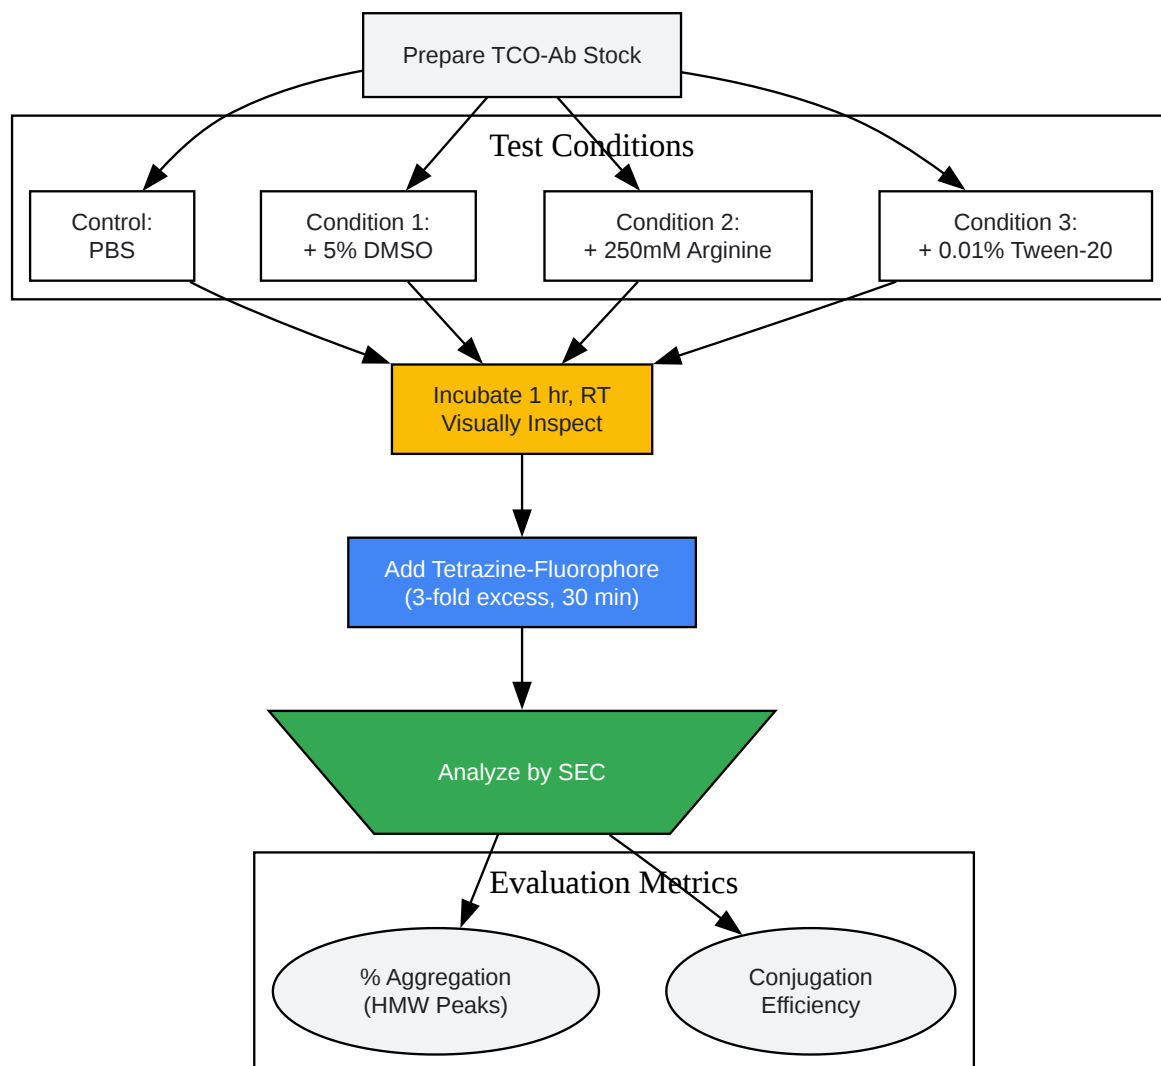 Prepare TCO-Ab Stock
Test Conditions
Control:
PBS
Condition 1:
+ 5% DMSO
Condition 2:
+ 250mM Arginine
Condition 3:
+ 0.01% Tween-20
Incubate 1 hr, RT
Visually Inspect
Add Tetrazine-Fluorophore
(3-fold excess, 30 min)
Analyze by SEC
Evaluation Metrics
% Aggregation
(HMW Peaks)
Conjugation
Efficiency